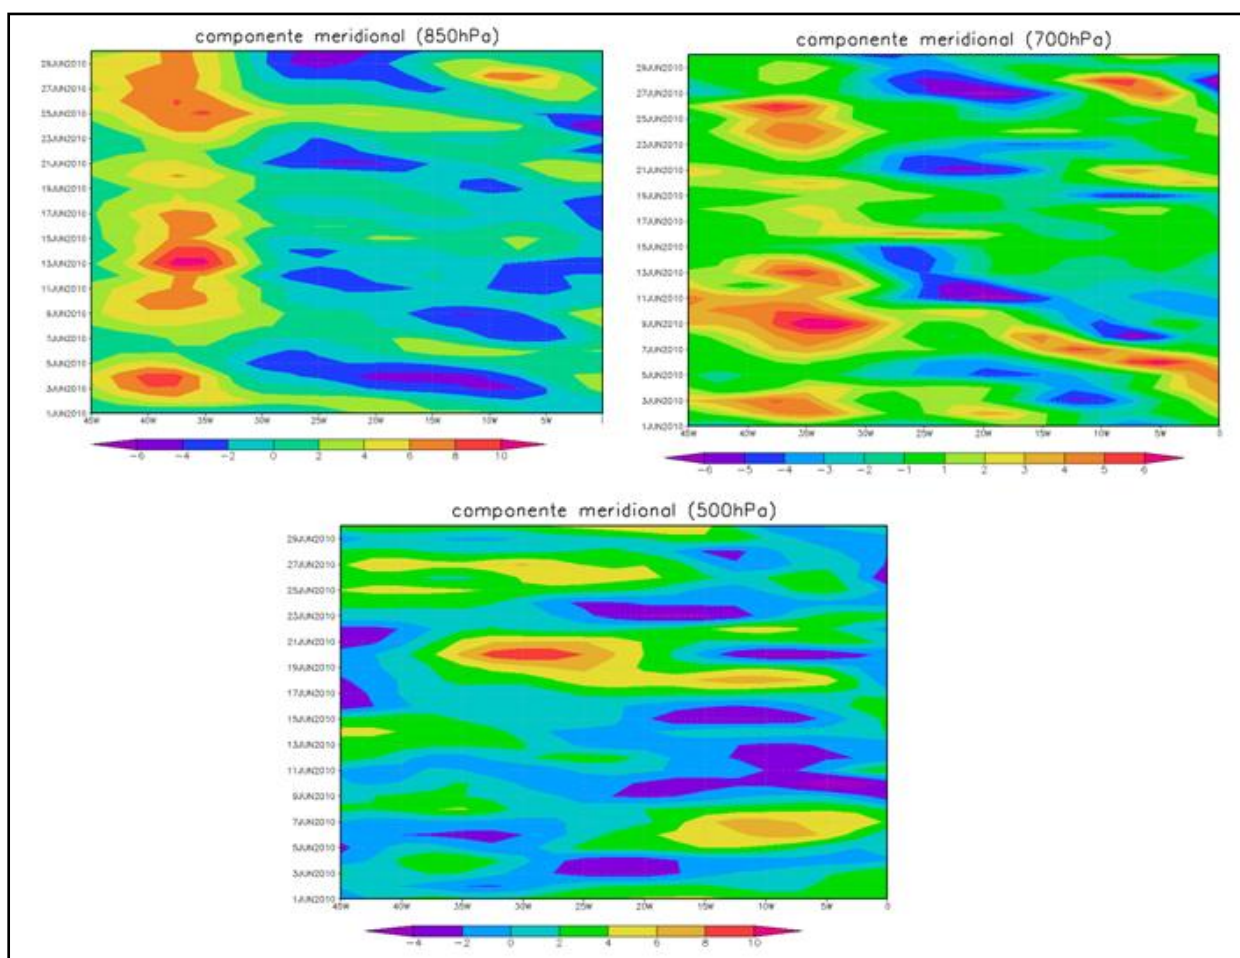 componente meridional (850hPa)
29JUN2010
27JUN2010
25JUN2010
23JUN2010
21JUN2010
19JUN2010
17JUN2010
15JUN2010
13JUN2010
11JUN2010
9JUN2010
7JUN2010
5JUN2010
3JUN2010
1JUN2010
45W 40W 35W 30W 25W 20W 15W 10W 5W
-6 -4 -2 0 2 4 6 8 10
componente meridional (700hPa)
29JUN2010
27JUN2010
25JUN2010
23JUN2010
21JUN2010
19JUN2010
17JUN2010
15JUN2010
13JUN2010
11JUN2010
9JUN2010
7JUN2010
5JUN2010
3JUN2010
1JUN2010
45W 40W 35W 30W 25W 20W 15W 10W 5W 0
-6 -5 -4 -3 -2 -1 1 2 3 4 5 6
componente meridional (500hPa)
29JUN2010
27JUN2010
25JUN2010
23JUN2010
21JUN2010
19JUN2010
17JUN2010
15JUN2010
13JUN2010
11JUN2010
9JUN2010
7JUN2010
5JUN2010
3JUN2010
1JUN2010
45W 40W 35W 30W 25W 20W 15W 10W 5W 0
-4 -2 0 2 4 6 8 10